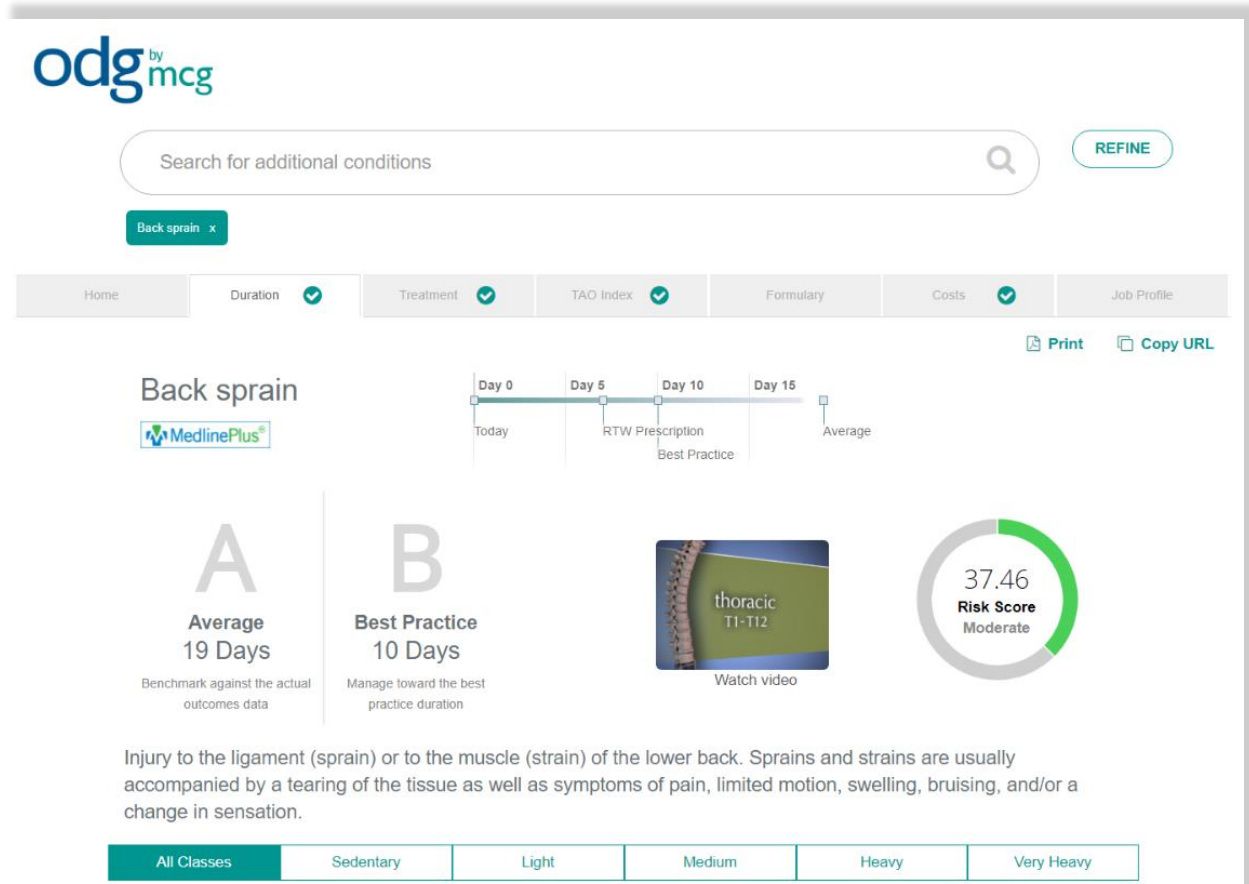 odg by mcg
Search for additional conditions
REFINE
Back sprain x
Home Duration Treatment TAO Index Formulary Costs Job Profile
Print Copy URL
Back sprain
MedlinePlus®
Day 0 Day 5 Day 10 Day 15
Today RTW Prescription Average
Best Practice
A
Average
19 Days
Benchmark against the actual
outcomes data
B
Best Practice
10 Days
Manage toward the best
practice duration
thoracic
T1-T12
Watch video
37.46
Risk Score
Moderate
Injury to the ligament (sprain) or to the muscle (strain) of the lower back. Sprains and strains are usually
accompanied by a tearing of the tissue as well as symptoms of pain, limited motion, swelling, bruising, and/or a
change in sensation.
All Classes Sedentary Light Medium Heavy Very Heavy